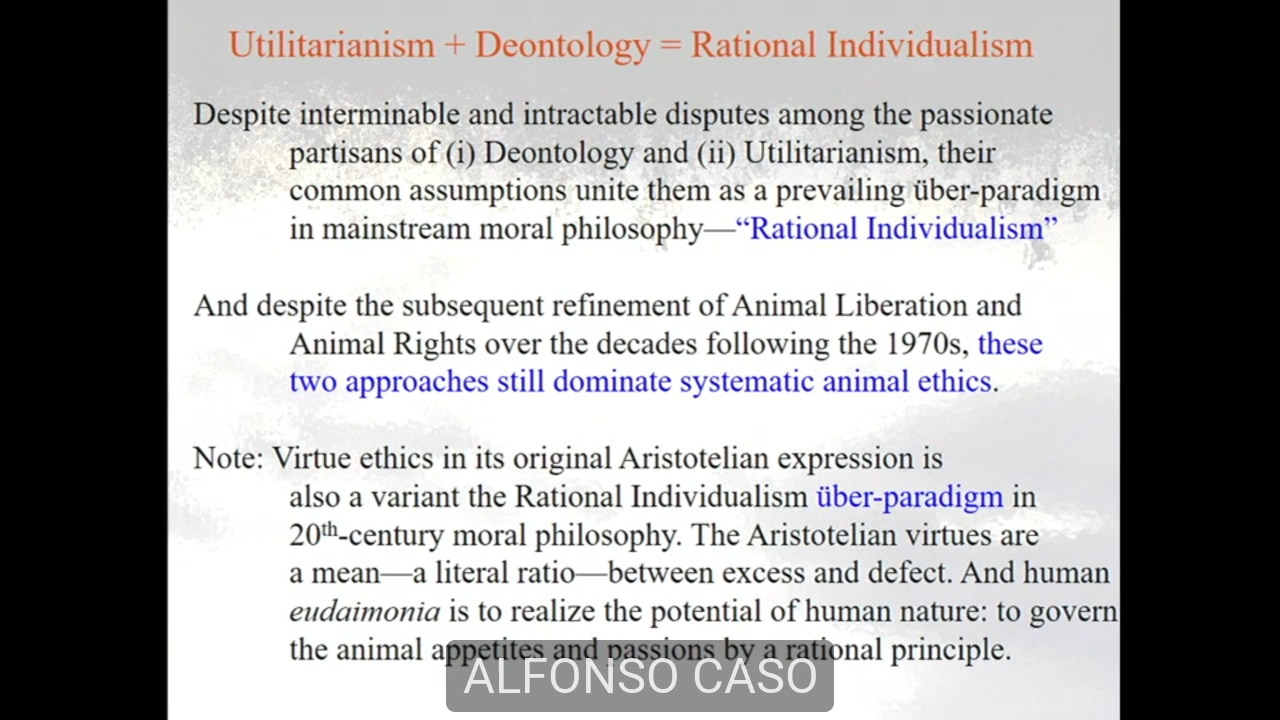 Utilitarianism + Deontology = Rational Individualism
Despite interminable and intractable disputes among the passionate
partisans of (i) Deontology and (ii) Utilitarianism, their
common assumptions unite them as a prevailing über-paradigm
in mainstream moral philosophy—“Rational Individualism”
And despite the subsequent refinement of Animal Liberation and
Animal Rights over the decades following the 1970s, these
two approaches still dominate systematic animal ethics.
Note: Virtue ethics in its original Aristotelian expression is
also a variant the Rational Individualism über-paradigm in
20th-century moral philosophy. The Aristotelian virtues are
a mean—a literal ratio—between excess and defect. And human
eudaimonia is to realize the potential of human nature: to govern
the animal appetites and passions by a rational principle.
ALFONSO CASO